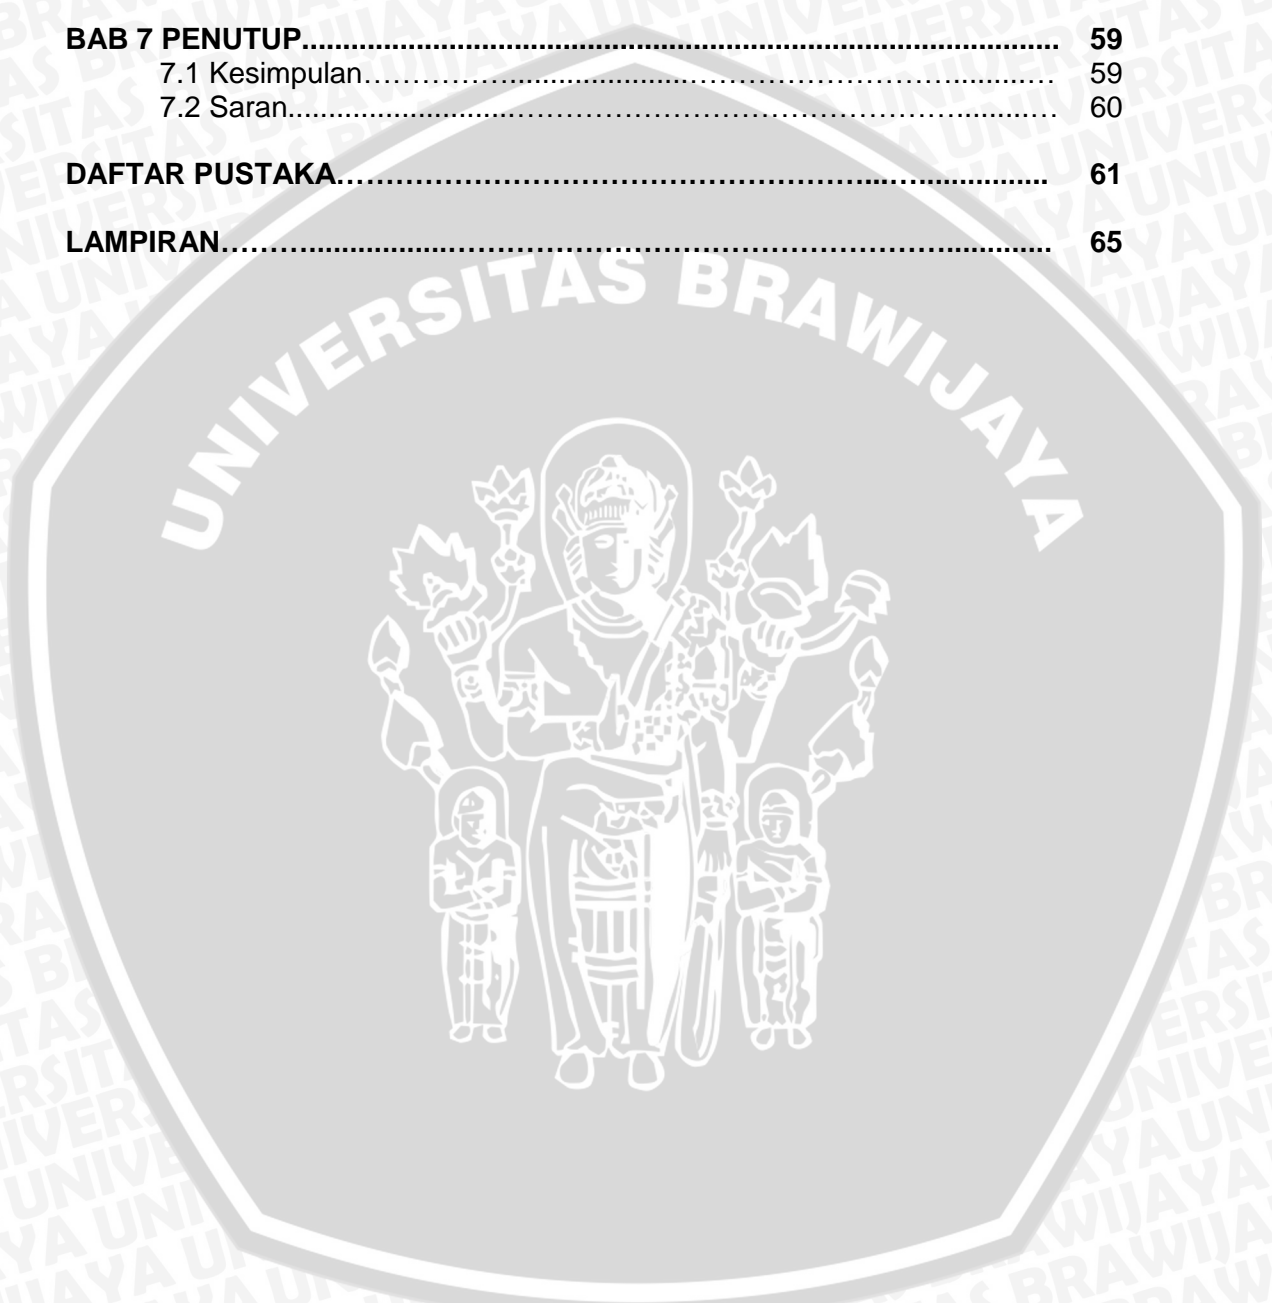 BAB 7 PENUTUP............................................................................................ 59
7.1 Kesimpulan……………..........................……………………………..........… 59
7.2 Saran............................………………………………………………..........… 60
DAFTAR PUSTAKA……………………………………………………...…............... 61
LAMPIRAN………..................…………………………………………………............. 65
UNIVERSITAS BRAWIJAYA